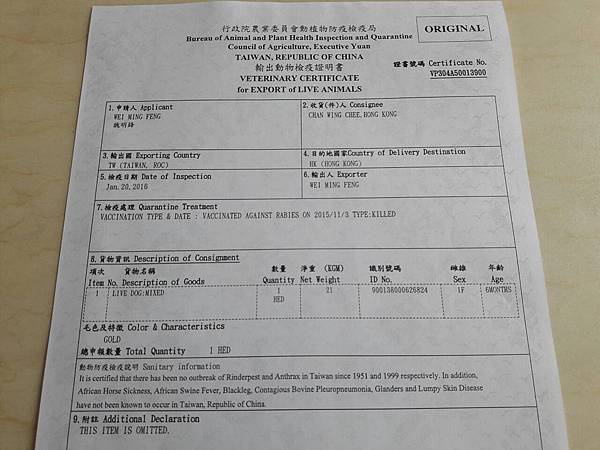 行政院農業委員會動植物防疫檢疫局
Bureau of Animal and Plant Health Inspection and Quarantine
Council of Agriculture, Executive Yuan
TAIWAN, REPUBLIC OF CHINA
輸出動物檢疫證明書
VETERINARY CERTIFICATE
for EXPORT of LIVE ANIMALS
ORIGINAL
證書號碼 Certificate No.
VP304A50013900
1.申請人 Applicant
WEI MING FENG
魏明鋒
2.收貨(件)人 Consignee
CHAN WING CHEE,HONG KONG
3.輸出國 Exporting Country
TW (TAIWAN, ROC)
4.目的地國家Country of Delivery Destination
HK (HONG KONG)
5.檢疫日期 Date of Inspection
Jan. 20, 2016
6.輸出人 Exporter
WEI MING FENG
7.檢疫處理 Quarantine Treatment
VACCINATION TYPE & DATE : VACCINATED AGAINST RABIES ON 2015/11/3 TYPE:KILLED
8.貨物資訊 Description of Consignment
項次 貨物名稱 數量 淨重 (KGM) 識別號碼 雌雄 年齡
Item No. Description of Goods Quantity Net Weight ID No. Sex Age
1 LIVE DOG:MIXED 1 21 900138000626824 1F 6MONTHS
HED
毛色及特徵 Color & Characteristics
GOLD
總申報數量 Total Quantity 1 HED
動物防疫檢疫說明 Sanitary information
It is certified that there has been no outbreak of Rinderpest and Anthrax in Taiwan since 1951 and 1999 respectively. In addition,
African Horse Sickness, African Swine Fever, Blackleg, Contagious Bovine Pleuropneumonia, Glanders and Lumpy Skin Disease
have not been known to occur in Taiwan, Republic of China.
9.附註 Additional Declaration
THIS ITEM IS OMITTED.